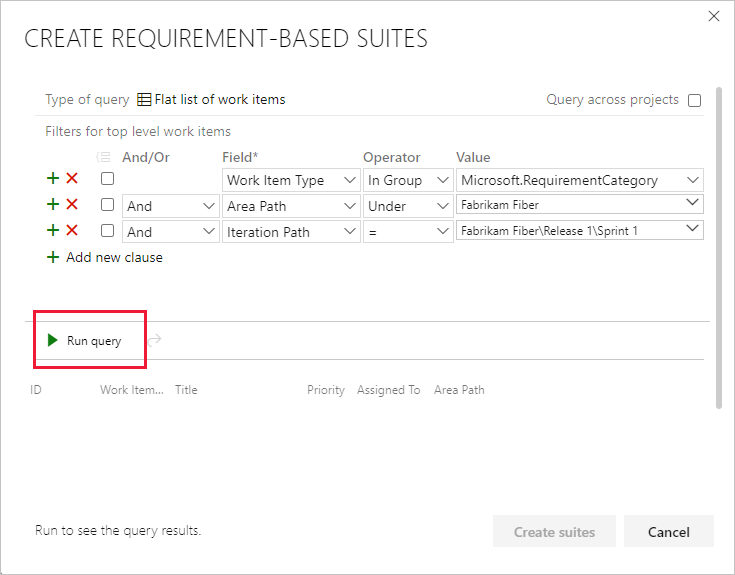 CREATE REQUIREMENT-BASED SUITES
Type of query Flat list of work items Query across projects
Filters for top level work items
And/Or Field* Operator Value
Work Item Type In Group Microsoft.RequirementCategory
And Area Path Under Fabrikam Fiber
And Iteration Path = Fabrikam Fiber\Release 1\Sprint 1
Add new clause
Run query
ID Work Item... Title Priority Assigned To Area Path
Run to see the query results. Create suites Cancel